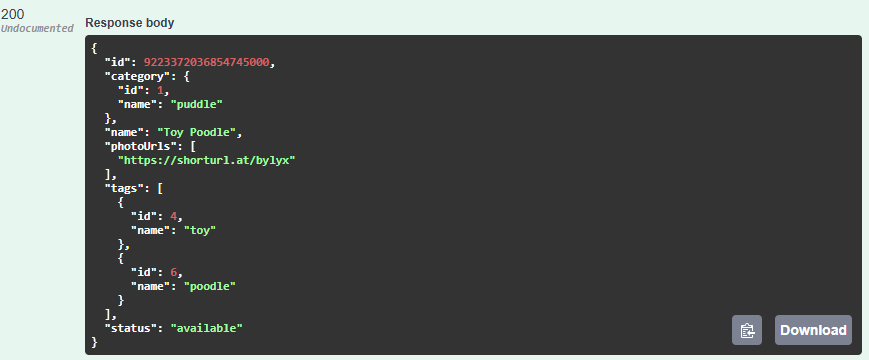 200
Undocumented
Response body
{
  "id": 9223372036854745000,
  "category": {
    "id": 1,
    "name": "puddle"
  },
  "name": "Toy Poodle",
  "photoUrls": [
    "https://shorturl.at/bylyx"
  ],
  "tags": [
    {
      "id": 4,
      "name": "toy"
    },
    {
      "id": 6,
      "name": "poodle"
    }
  ],
  "status": "available"
}
Download